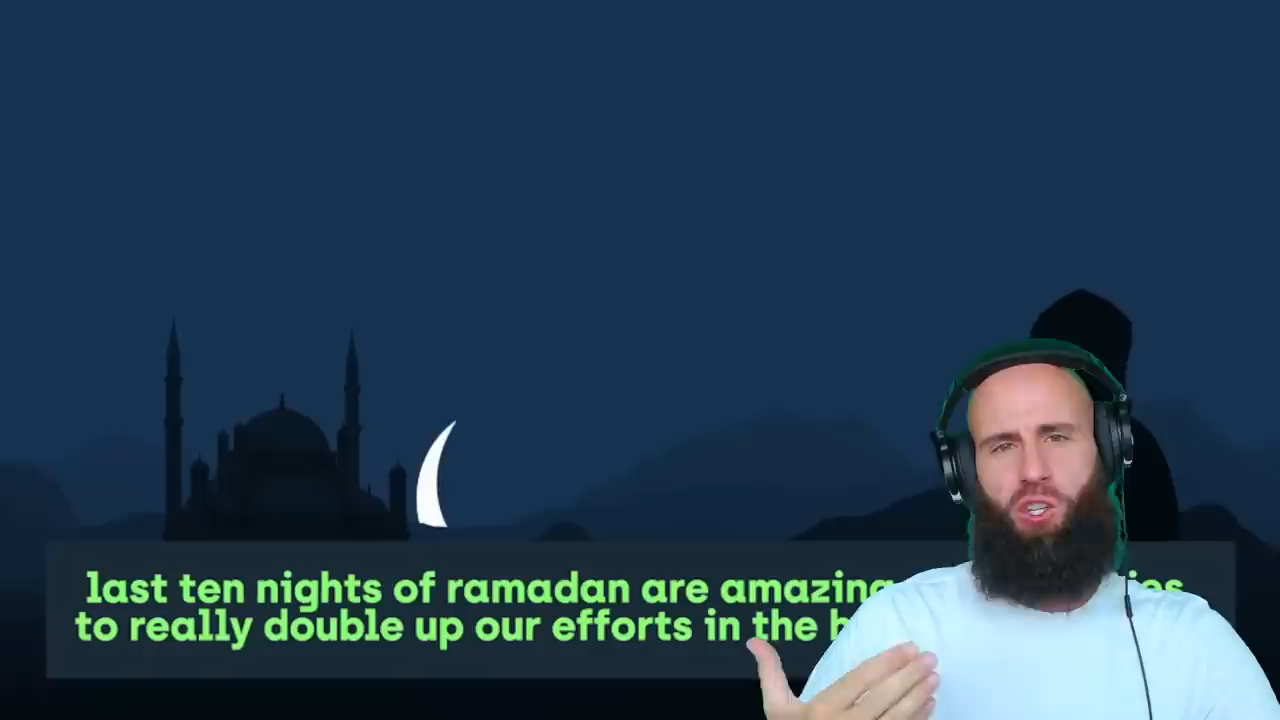 last ten nights of ramadan are amazing
to really double up our efforts in the